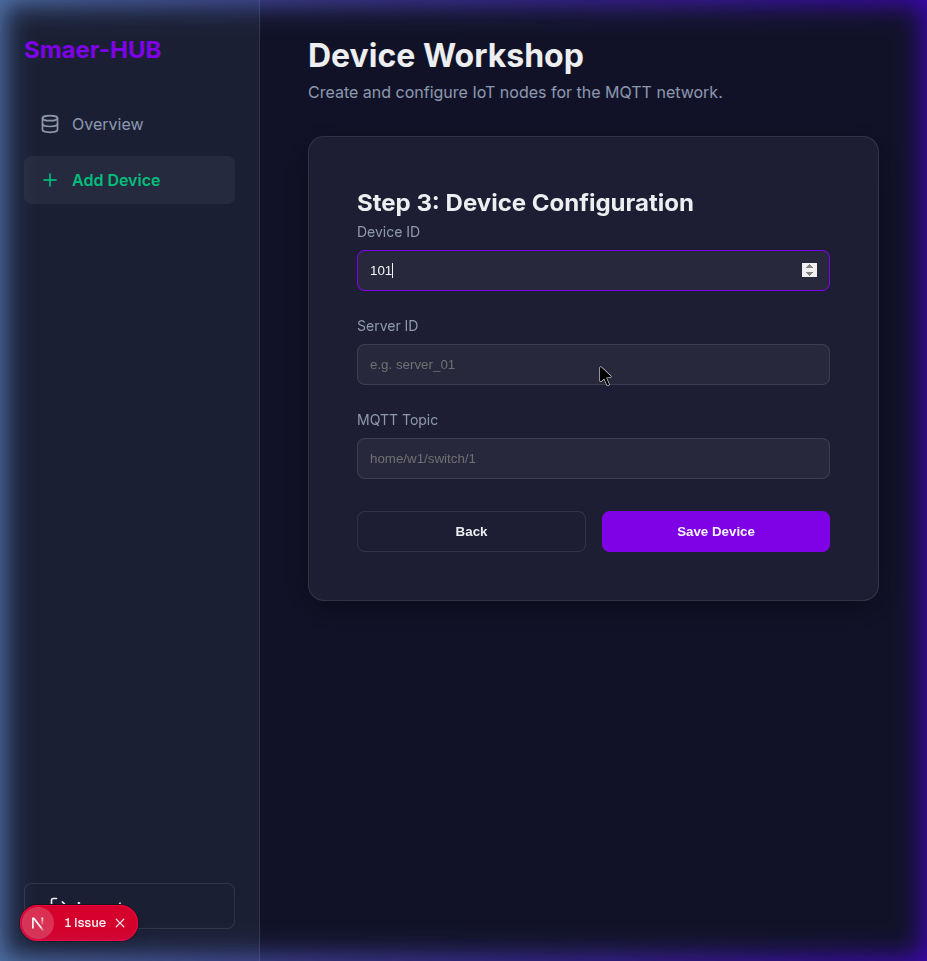 Smaer-HUB
Overview
Add Device
Device Workshop
Create and configure IoT nodes for the MQTT network.
Step 3: Device Configuration
Device ID
101
Server ID
e.g. server_01
MQTT Topic
home/w1/switch/1
Back
Save Device
N
1 Issue